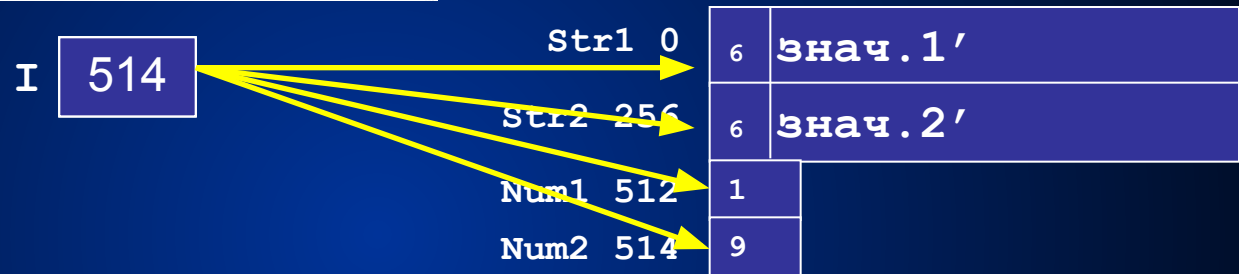 Str1 0 6 знач.1’
I 514
Str2 256 6 знач.2’
Num1 512 1
Num2 514 9